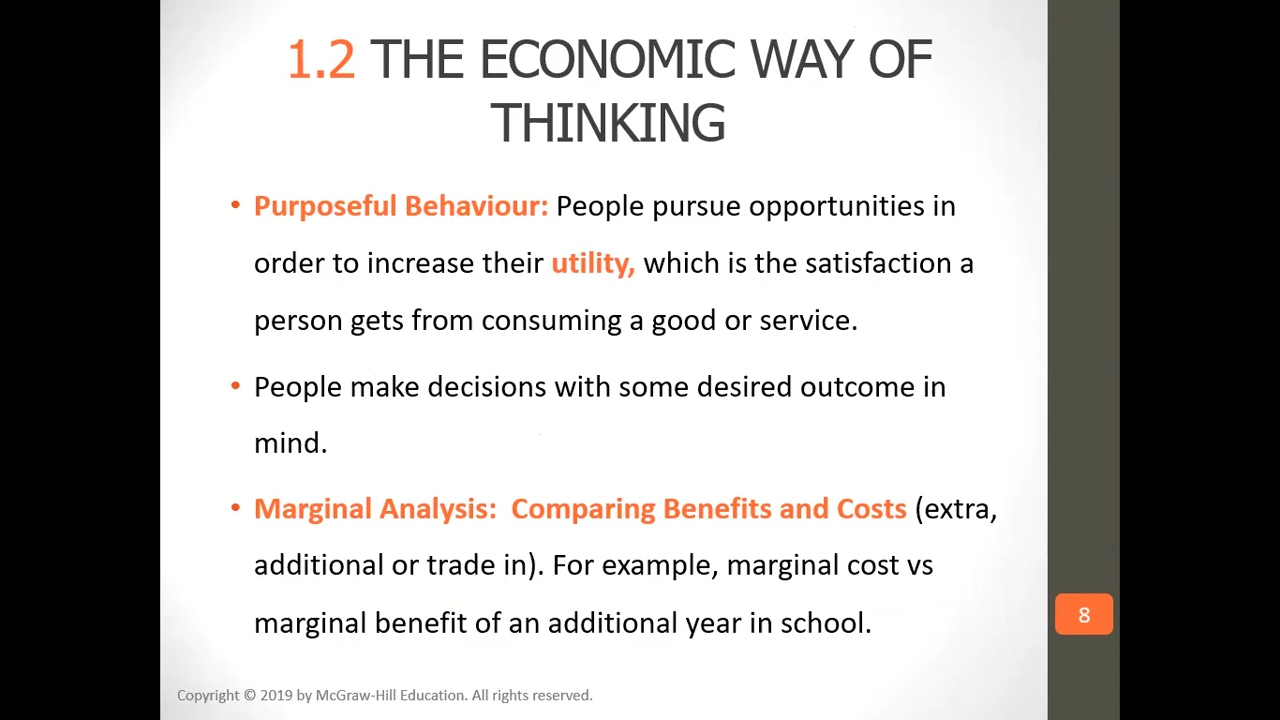 1.2 THE ECONOMIC WAY OF
THINKING
• Purposeful Behaviour: People pursue opportunities in
order to increase their utility, which is the satisfaction a
person gets from consuming a good or service.
• People make decisions with some desired outcome in
mind.
• Marginal Analysis: Comparing Benefits and Costs (extra,
additional or trade in). For example, marginal cost vs
marginal benefit of an additional year in school.
8
Copyright © 2019 by McGraw-Hill Education. All rights reserved.